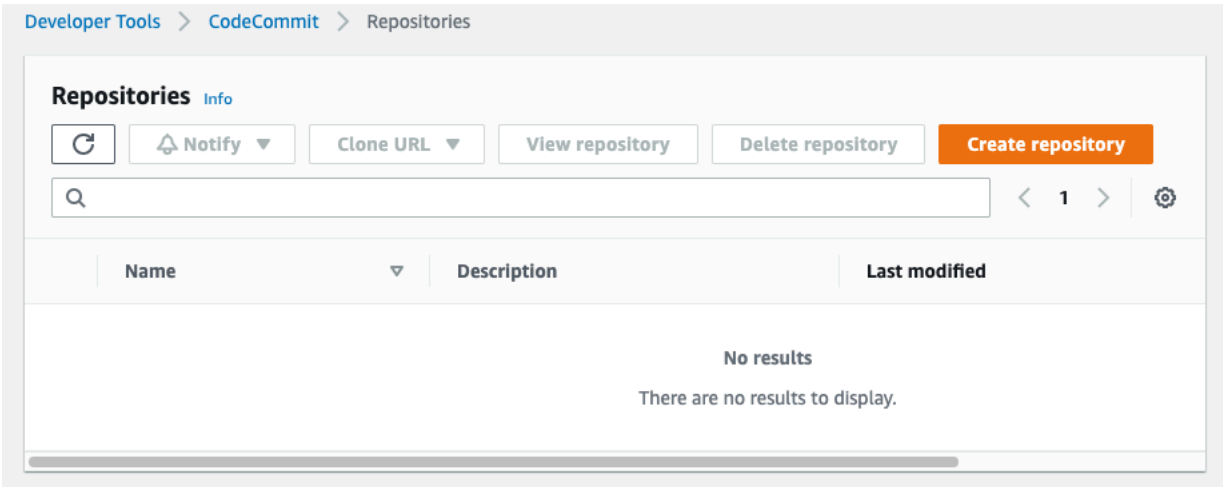 Developer Tools > CodeCommit > Repositories
Repositories Info
Notify Clone URL View repository Delete repository Create repository
< 1 >
Name Description Last modified
No results
There are no results to display.